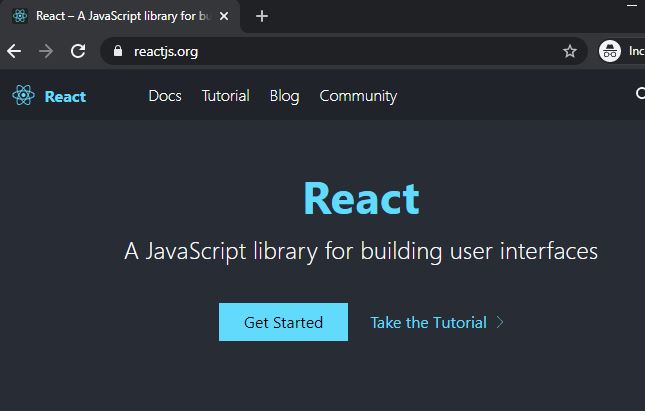 React – A JavaScript library for bu
reactjs.org
Inc
React Docs Tutorial Blog Community
React
A JavaScript library for building user interfaces
Get Started Take the Tutorial